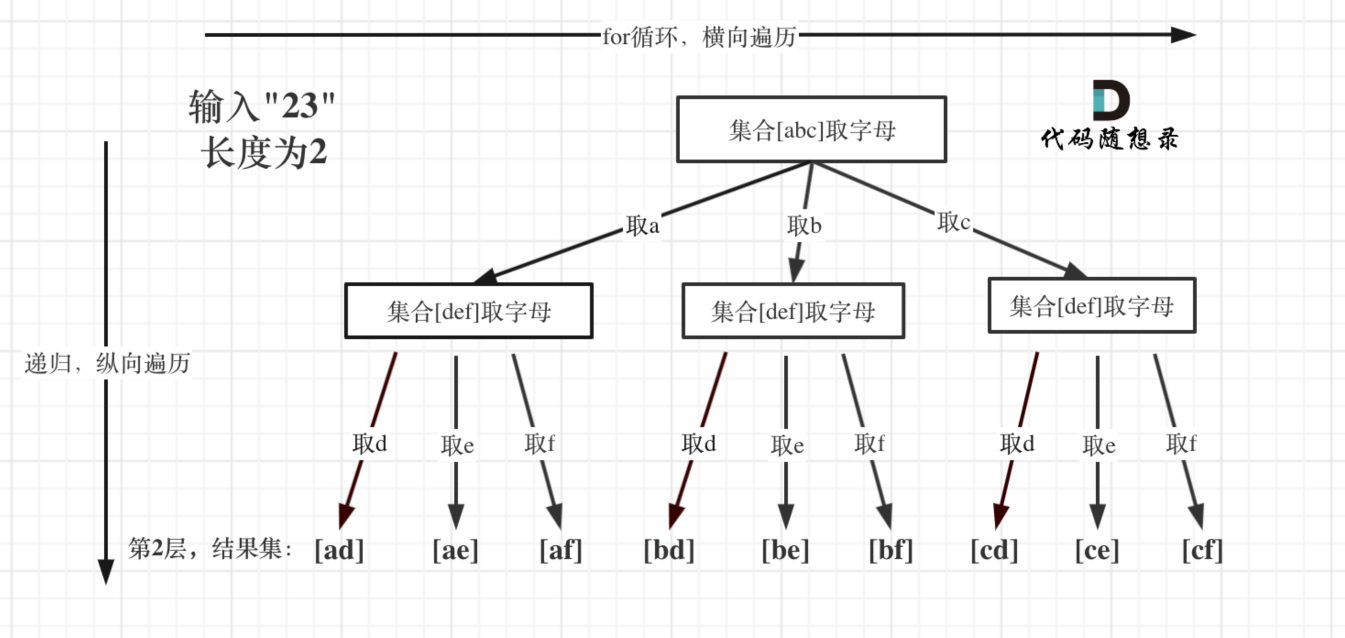 for循环，横向遍历
输入"23"
长度为2
集合[abc]取字母
代码随想录
取a
取b
取c
集合[def]取字母
集合[def]取字母
集合[def]取字母
递归，纵向遍历
取d
取e
取f
取d
取e
取f
取d
取e
取f
第2层，结果集：
[ad]
[ae]
[af]
[bd]
[be]
[bf]
[cd]
[ce]
[cf]